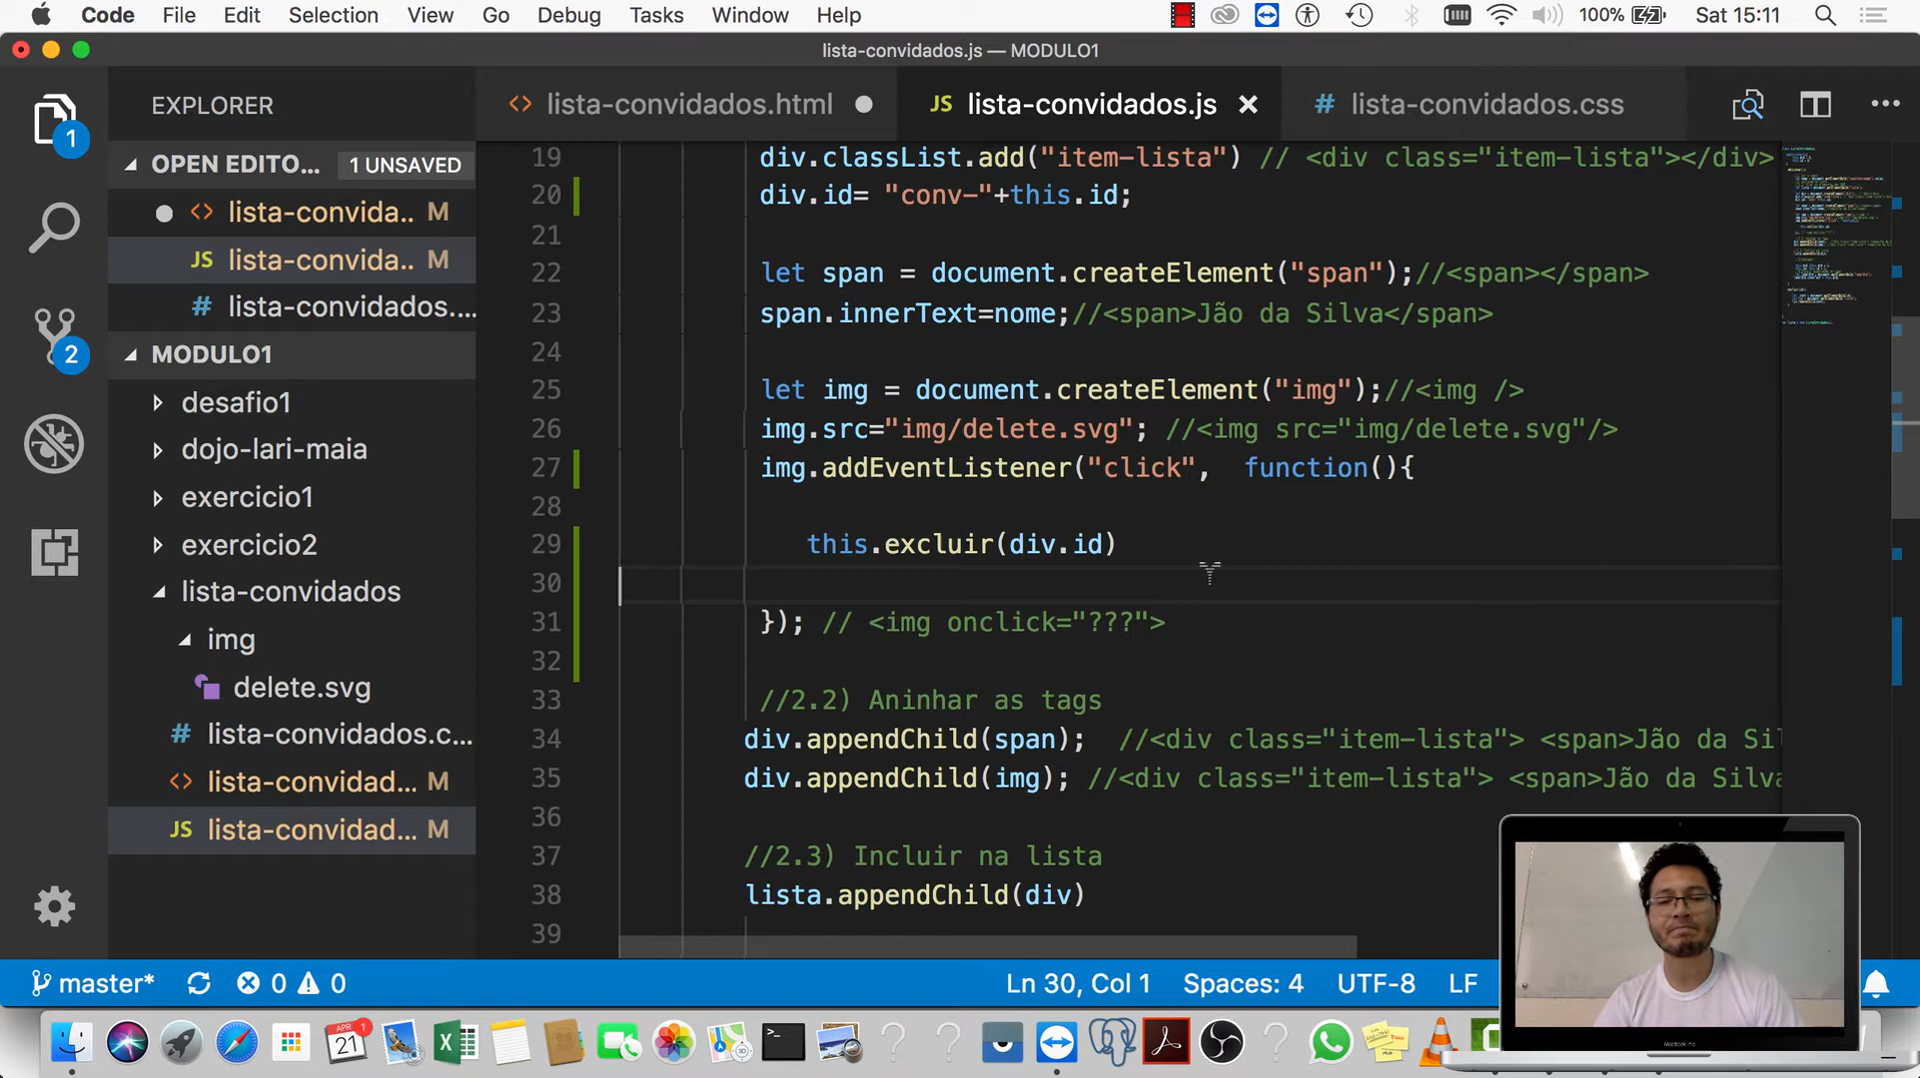 Code File Edit Selection View Go Debug Tasks Window Help 100% Sat 15:11
lista-convidados.js — MODULO1
EXPLORER
lista-convidados.html
JS lista-convidados.js
# lista-convidados.css
1
OPEN EDITO... 1 UNSAVED
lista-convida.. M
JS lista-convida.. M
# lista-convidados....
2
MODULO1
desafio1
dojo-lari-maia
exercicio1
exercicio2
lista-convidados
img
delete.svg
# lista-convidados.c...
lista-convidad... M
JS lista-convidad... M
19 div.classList.add("item-lista") // <div class="item-lista"></div>
20 div.id= "conv-"+this.id;
21
22 let span = document.createElement("span");//<span></span>
23 span.innerText=nome;//<span>Jão da Silva</span>
24
25 let img = document.createElement("img");//<img />
26 img.src="img/delete.svg"; //<img src="img/delete.svg"/>
27 img.addEventListener("click",  function(){
28
29 this.excluir(div.id)
30
31 }); // <img onclick="???">
32
33 //2.2) Aninhar as tags
34 div.appendChild(span);  //<div class="item-lista"> <span>Jão da Sil
35 div.appendChild(img); //<div class="item-lista"> <span>Jão da Silva
36
37 //2.3) Incluir na lista
38 lista.appendChild(div)
39
master* 0 0 Ln 30, Col 1 Spaces: 4 UTF-8 LF
APR 21 1